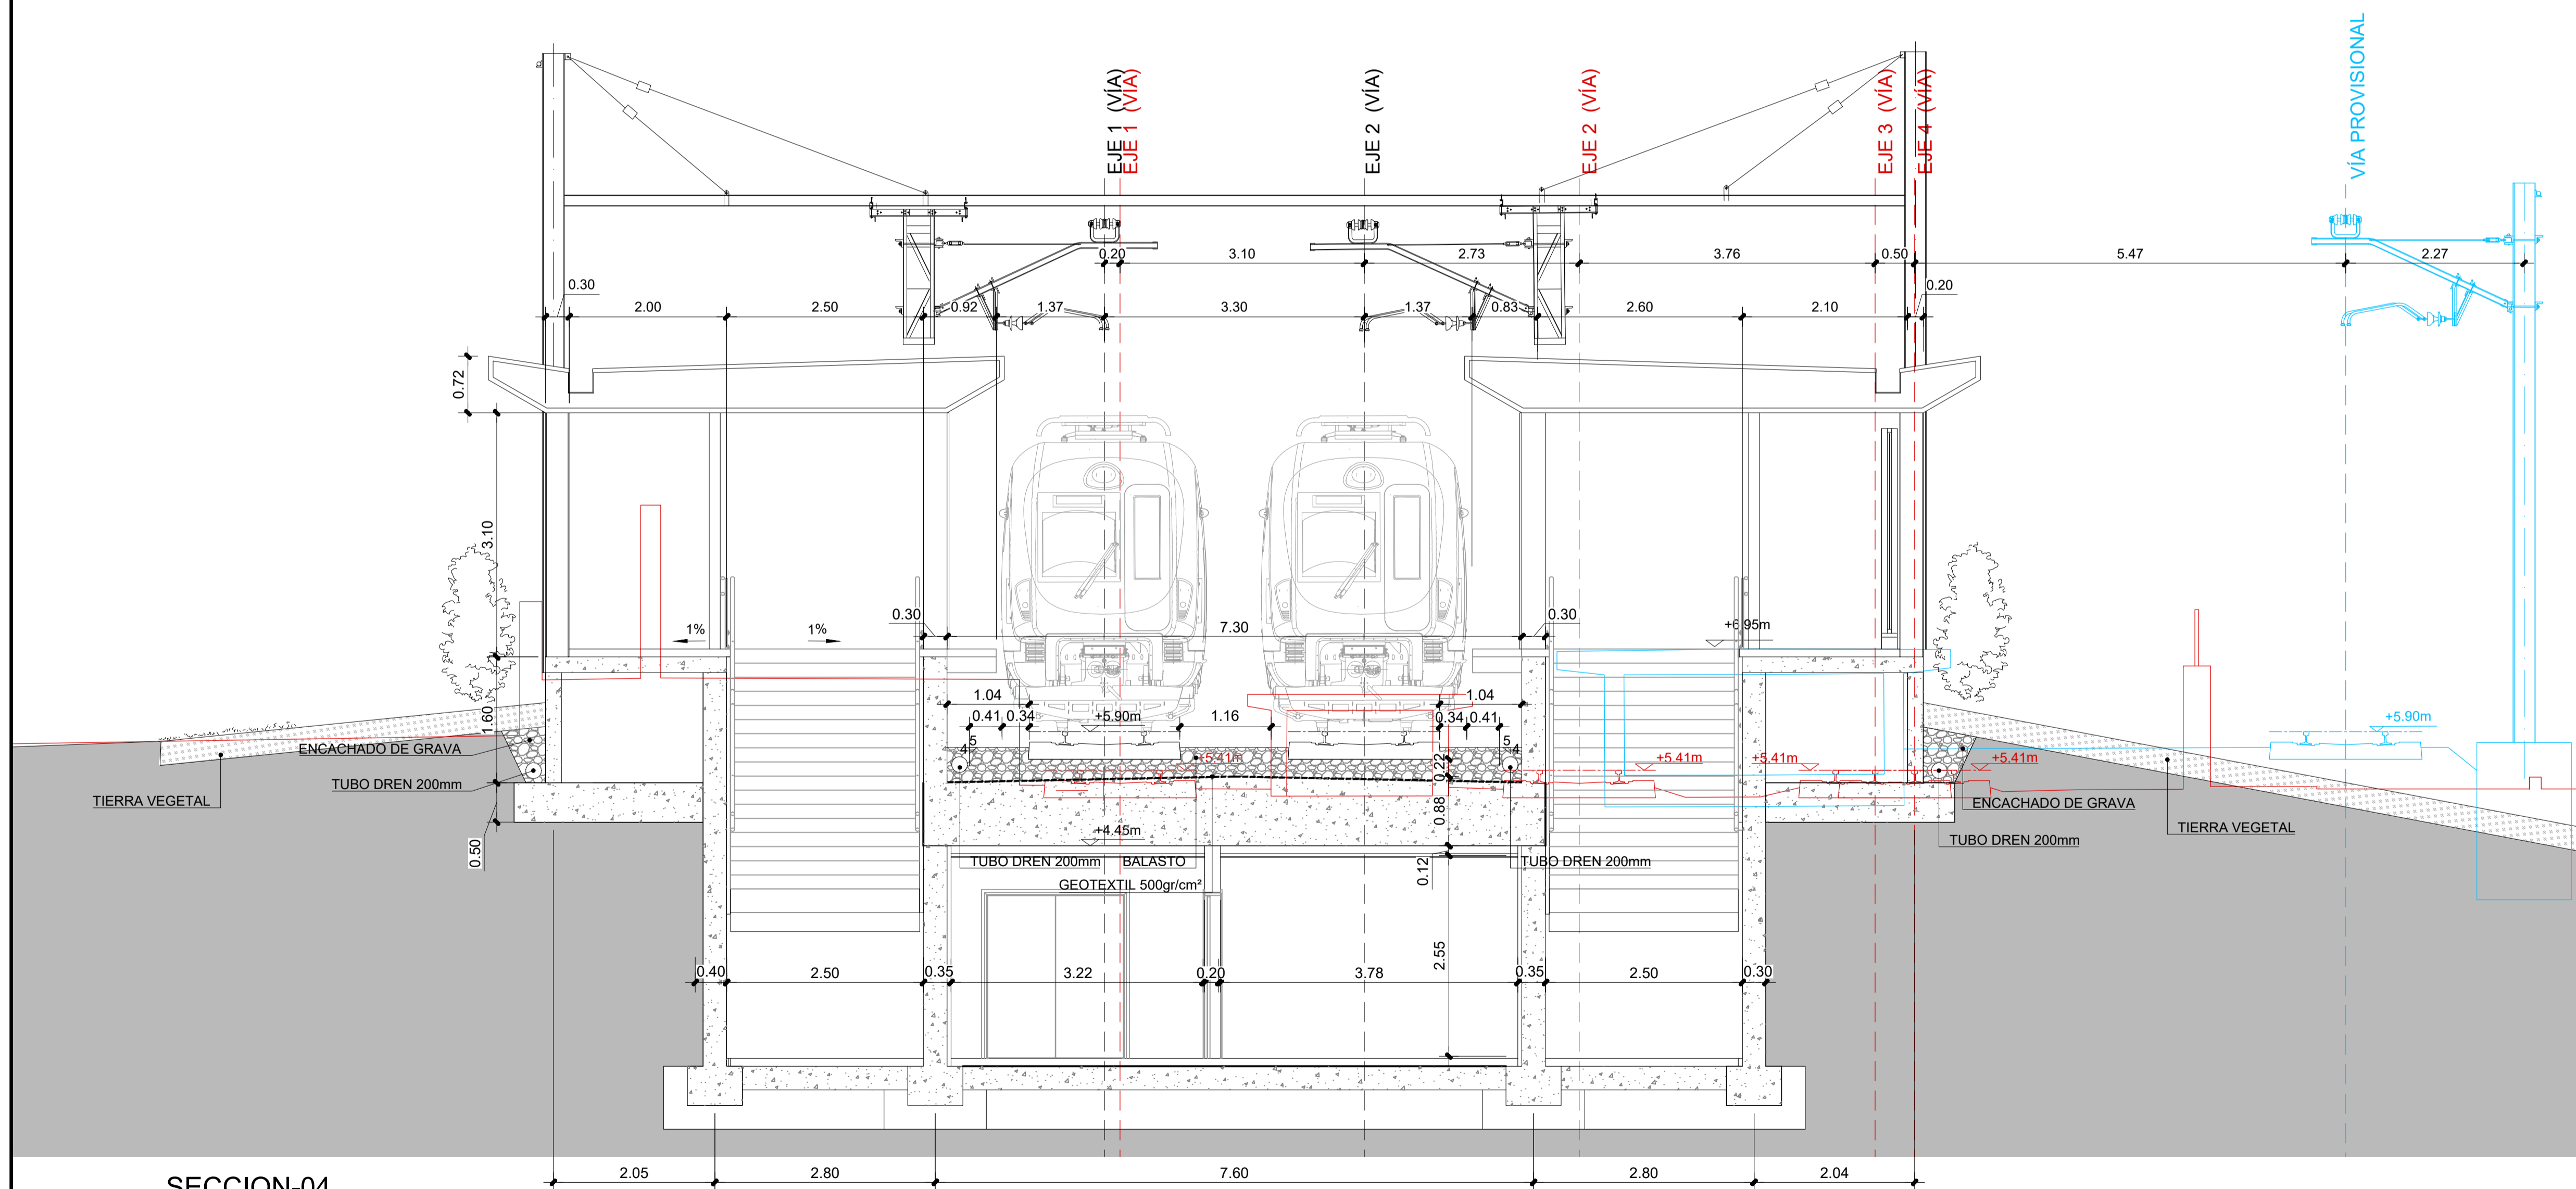 VÍA PROVISIONAL
EJE 1 (VÍA)
EJE 1 (VÍA)
EJE 2 (VÍA)
EJE 2 (VÍA)
EJE 3 (VÍA)
EJE 4 (VÍA)
0.20
3.10
2.73
3.76
0.50
5.47
2.27
0.30
2.00
2.50
0.92
1.37
3.30
1.37
0.83
2.60
2.10
0.20
0.72
3.10
0.30
7.30
0.30
1%
1%
+6.95m
1.04
1.04
0.41
0.34
+5.90m
1.16
0.34
0.41
+5.90m
1.60
5
4
5
4
ENCACHADO DE GRAVA
TUBO DREN 200mm
TIERRA VEGETAL
+5.41m
0.22
+5.41m
+5.41m
+5.41m
0.88
ENCACHADO DE GRAVA
TIERRA VEGETAL
TUBO DREN 200mm
0.50
+4.45m
TUBO DREN 200mm
BALASTO
0.12
TUBO DREN 200mm
GEOTEXTIL 500gr/cm²
2.55
0.40
2.50
0.35
3.22
0.20
3.78
0.35
2.50
0.30
2.05
2.80
7.60
2.80
2.04
SECCION-04